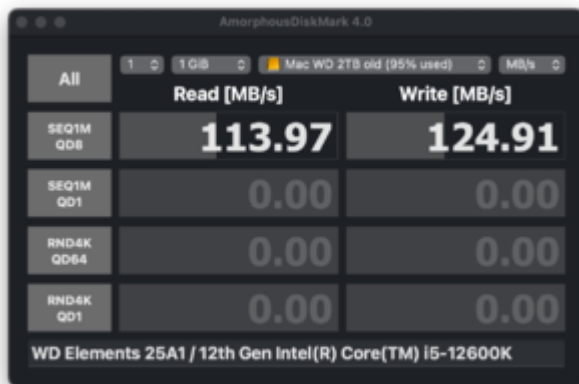 AmorphousDiskMark 4.0
All
1 1 GiB Mac WD 2TB old (95% used) MB/s
Read [MB/s] Write [MB/s]
SEQ1M QD8 113.97 124.91
SEQ1M QD1 0.00 0.00
RND4K QD64 0.00 0.00
RND4K QD1 0.00 0.00
WD Elements 25A1 / 12th Gen Intel(R) Core(TM) i5-12600K